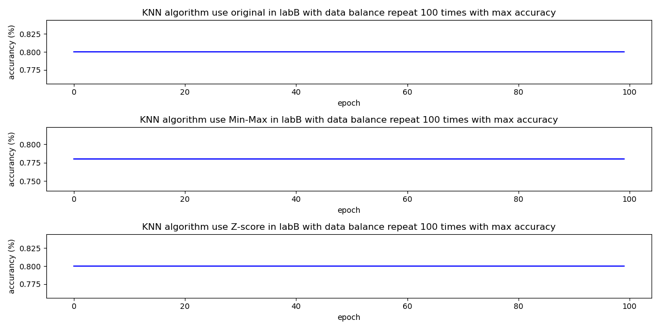 KNN algorithm use original in labB with data balance repeat 100 times with max accuracy
accurancy (%)
0.825
0.800
0.775
0 20 40 60 80 100
epoch
KNN algorithm use Min-Max in labB with data balance repeat 100 times with max accuracy
accurancy (%)
0.800
0.775
0.750
0 20 40 60 80 100
epoch
KNN algorithm use Z-score in labB with data balance repeat 100 times with max accuracy
accurancy (%)
0.825
0.800
0.775
0 20 40 60 80 100
epoch